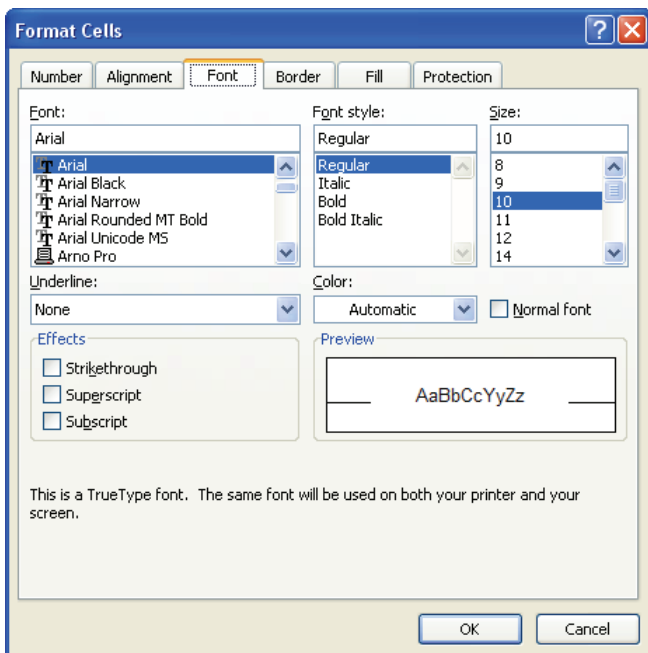 Format Cells
?
Number Alignment Font Border Fill Protection
Font: Font style: Size:
Arial Regular 10
Arial Regular 8
Arial Black Italic 9
Arial Narrow Bold 10
Arial Rounded MT Bold Bold Italic 11
Arial Unicode MS 12
Arno Pro 14
Underline: Color:
None Automatic Normal font
Effects Preview
Strikethrough
Superscript AaBbCcYyZz
Subscript
This is a TrueType font. The same font will be used on both your printer and your
screen.
OK Cancel